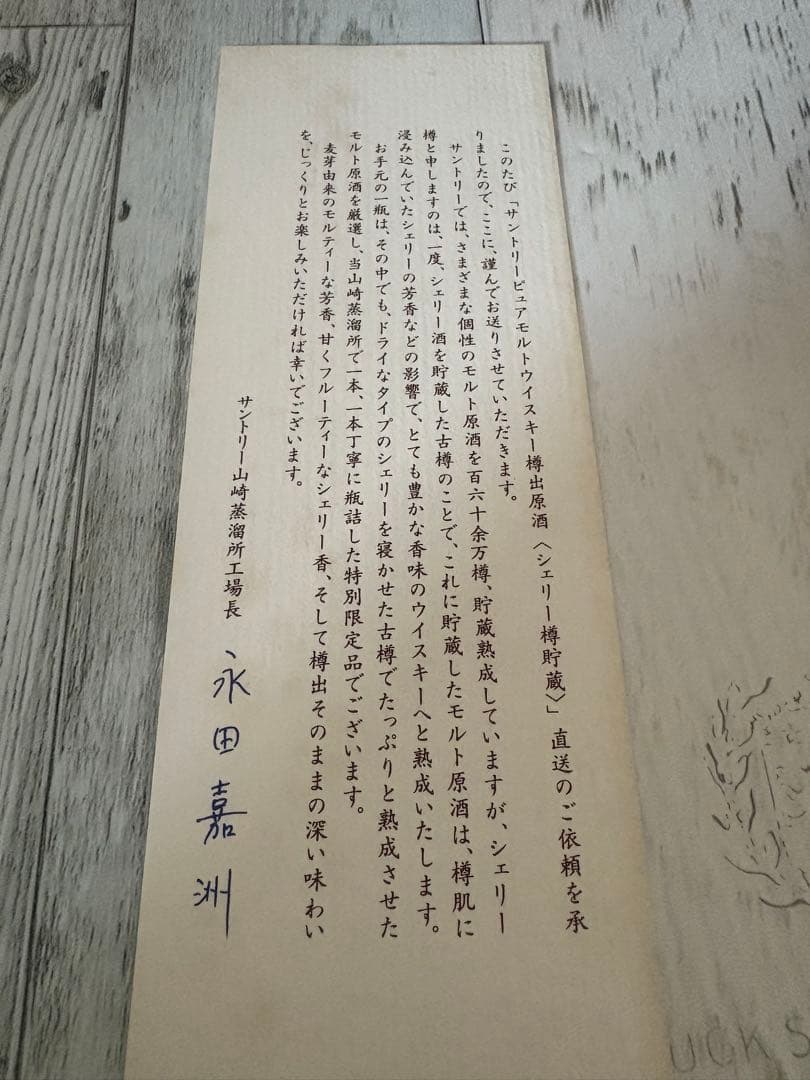 このたび「サントリーピュアモルトウイスキー樽出原酒〈シェリー樽貯蔵〉」直送のご依頼を承
りましたので、ここに、謹んでお送りさせていただきます。
サントリーでは、さまざまな個性のモルト原酒を百六十余万樽、貯蔵熟成していますが、シェリー
樽と申しますのは、一度、シェリー酒を貯蔵した古樽のことで、これに貯蔵したモルト原酒は、樽肌に
浸み込んでいたシェリーの芳香などの影響で、とても豊かな香味のウイスキーへと熟成いたします。
お手元の一瓶は、その中でも、ドライなタイプのシェリーを寝かせた古樽でたっぷりと熟成させた
モルト原酒を厳選し、当山崎蒸溜所で一本、一本丁寧に瓶詰した特別限定品でございます。
麦芽由来のモルティーな芳香、甘くフルーティーなシェリー香、そして樽出そのままの深い味わい
を、じっくりとお楽しみいただければ幸いでございます。
サントリー山崎蒸溜所工場長 永田嘉洲
UCKS